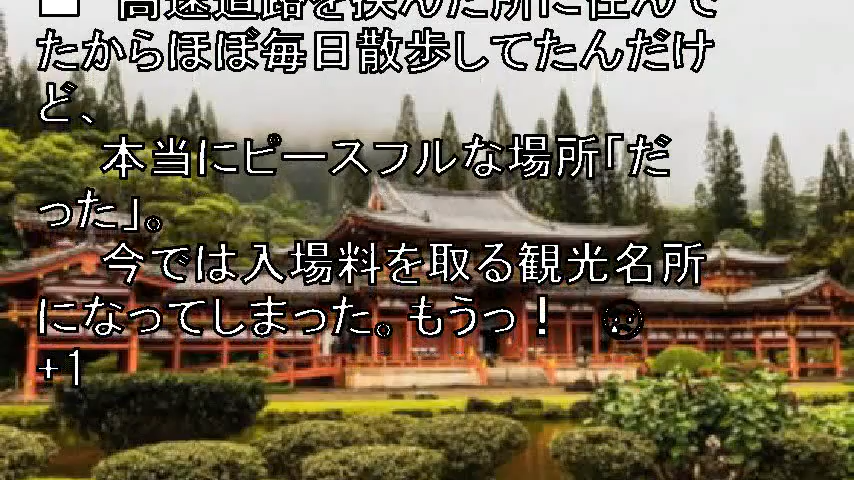 ■ 高速道路を挟んだ所に住んで
たからほぼ毎日散歩してたんだけ
ど、
本当にピースフルな場所「だ
った」。
今では入場料を取る観光名所
になってしまった。もうっ！ 😠
+1